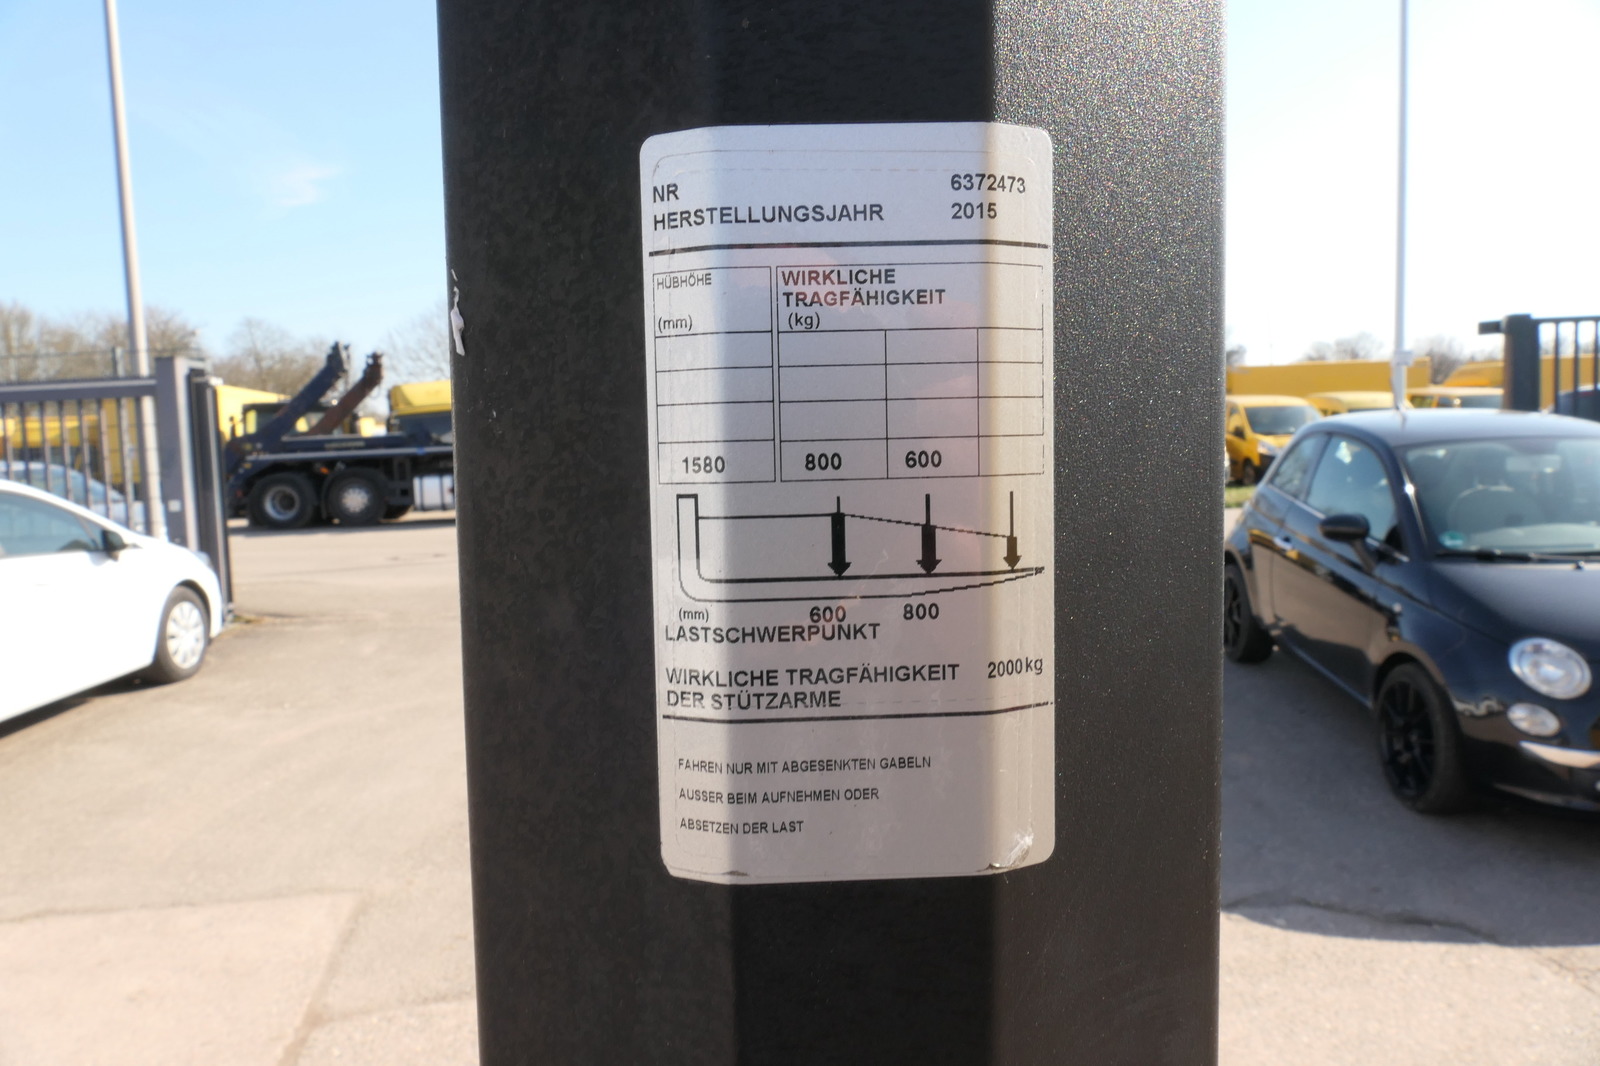 NR 6372473
HERSTELLUNGSJAHR 2015
HÜBHÖHE
(mm)
WIRKLICHE
TRAGFÄHIGKEIT
(kg)
1580 800 600
(mm) 600 800
LASTSCHWERPUNKT
WIRKLICHE TRAGFÄHIGKEIT 2000kg
DER STÜTZARME
FAHREN NUR MIT ABGESENKTEN GABELN
AUSSER BEIM AUFNEHMEN ODER
ABSETZEN DER LAST